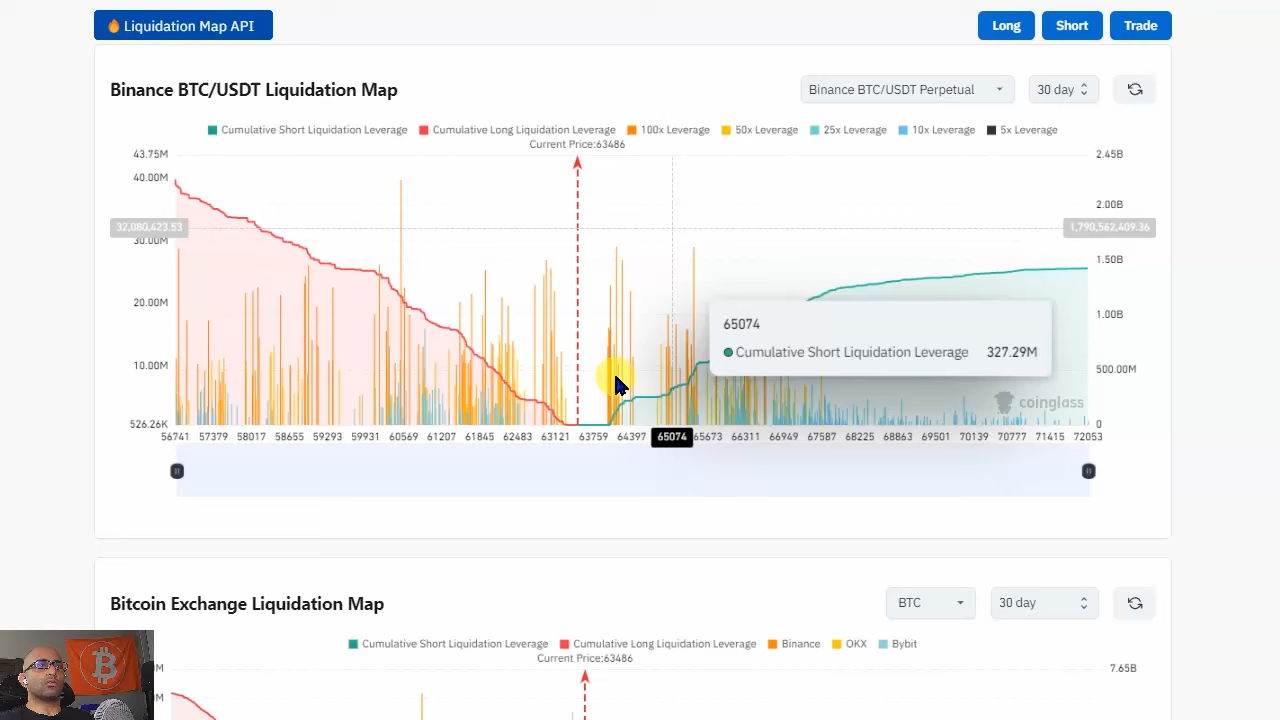 Liquidation Map API
Long Short Trade
Binance BTC/USDT Liquidation Map
Binance BTC/USDT Perpetual
30 day
Cumulative Short Liquidation Leverage Cumulative Long Liquidation Leverage 100x Leverage 50x Leverage 25x Leverage 10x Leverage 5x Leverage
Current Price:63486
43.75M 2.45B
40.00M
2.00B
32,080,423.53 1,790,562,409.36
30.00M
1.50B
20.00M
1.00B
65074
Cumulative Short Liquidation Leverage 327.29M
10.00M
500.00M
coinglass
526.26K 0
56741 57379 58017 58655 59293 59931 60569 61207 61845 62483 63121 63759 64397 65074 65673 66311 66949 67587 68225 68863 69501 70139 70777 71415 72053
Bitcoin Exchange Liquidation Map
BTC
30 day
Cumulative Short Liquidation Leverage Cumulative Long Liquidation Leverage Binance OKX Bybit
Current Price:63486
7.65B